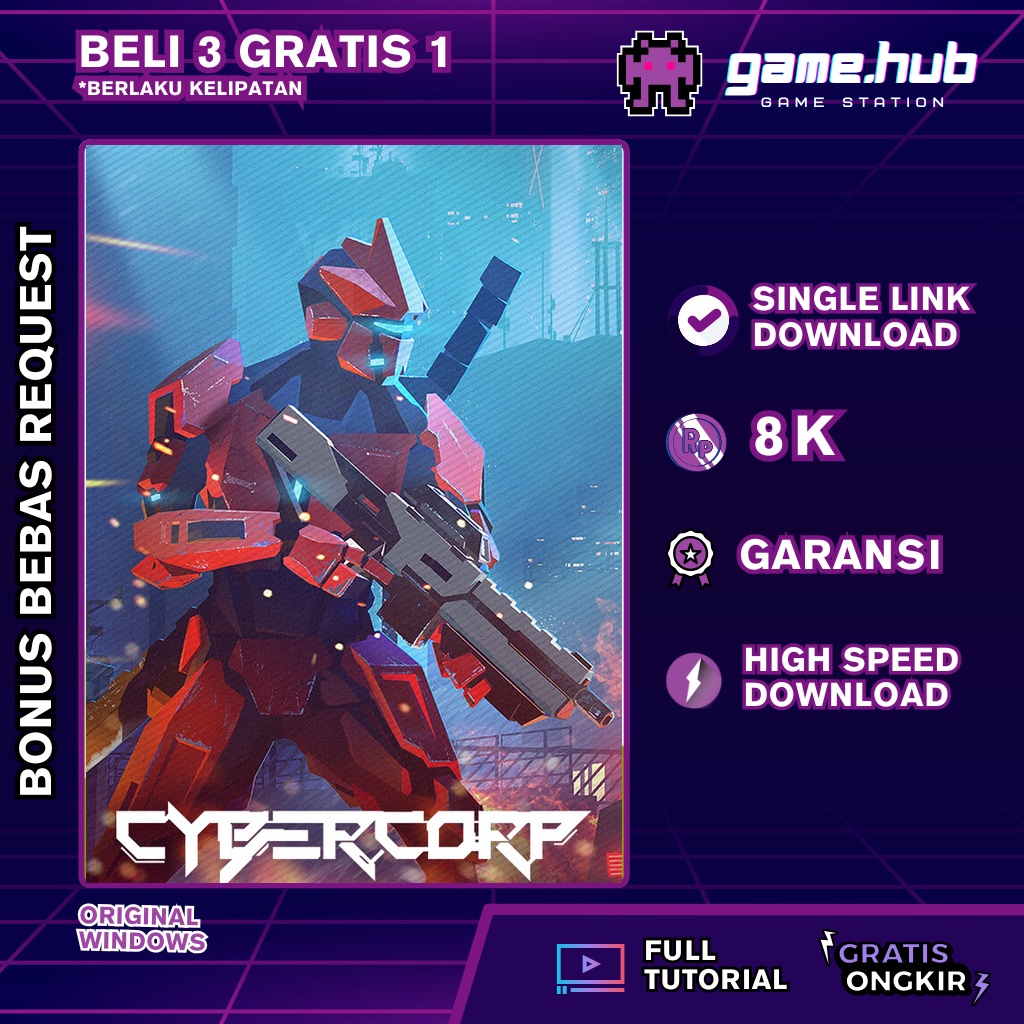 BELI 3 GRATIS 1
*BERLAKU KELIPATAN
game.hub
GAME STATION
BONUS BEBAS REQUEST
SINGLE LINK
DOWNLOAD
Rp
8K
GARANSI
HIGH SPEED
DOWNLOAD
CYBERCORP
ORIGINAL
WINDOWS
FULL
TUTORIAL
GRATIS
ONGKIR